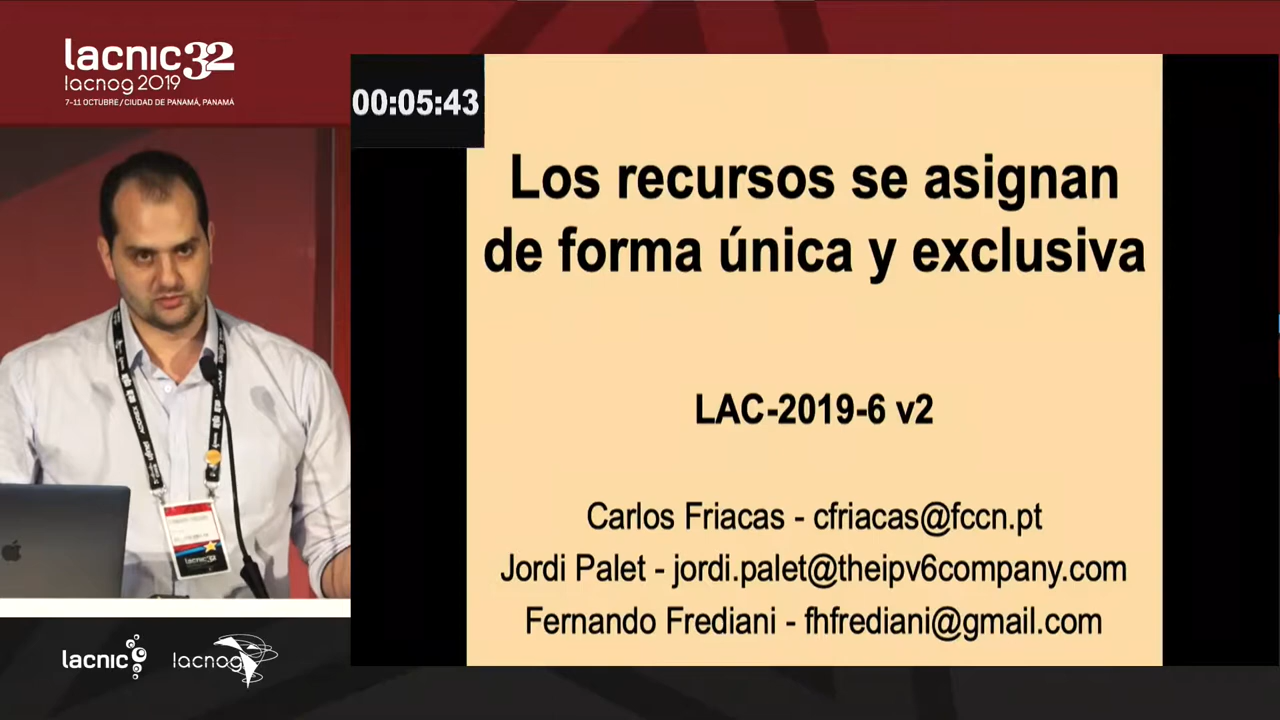 lacnic32
lacnog 2019
7-11 OCTUBRE / CIUDAD DE PANAMÁ, PANAMÁ
00:05:43
Los recursos se asignan
de forma única y exclusiva
LAC-2019-6 v2
Carlos Friacas - cfriacas@fccn.pt
Jordi Palet - jordi.palet@theipv6company.com
Fernando Frediani - fhfrediani@gmail.com
lacnic32
lacnic
lacnog